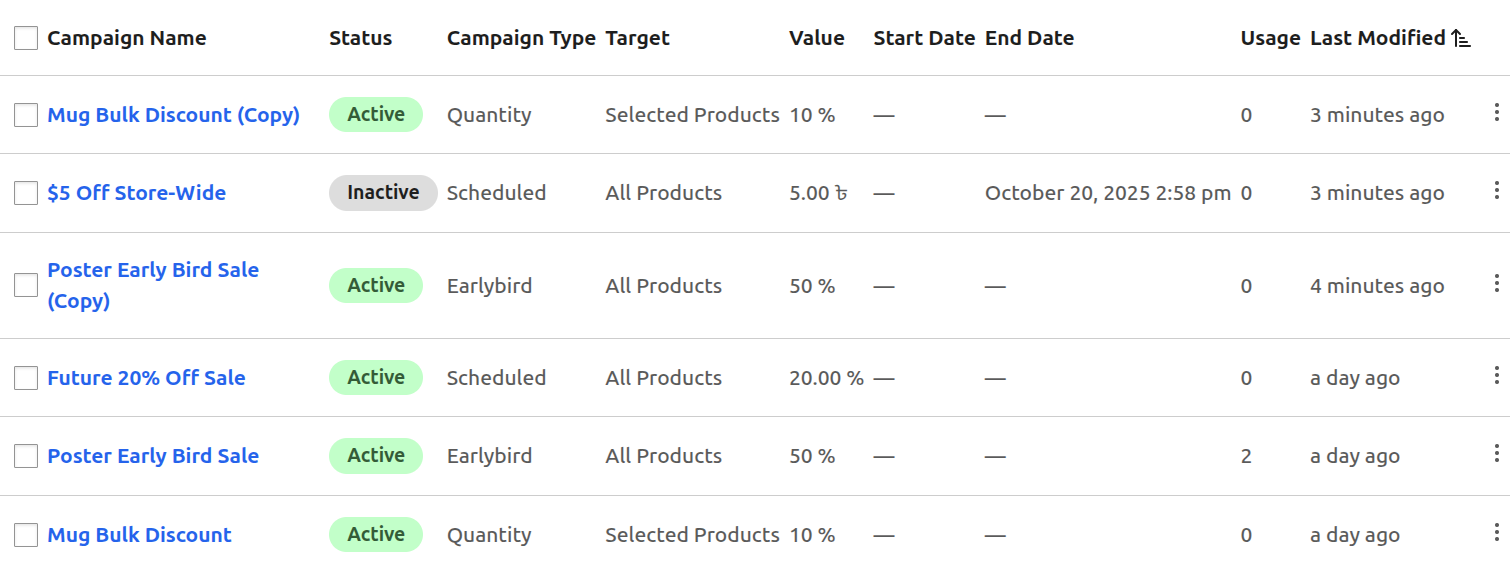 Campaign Name Status Campaign Type Target Value Start Date End Date Usage Last Modified
Mug Bulk Discount (Copy) Active Quantity Selected Products 10 % — — 0 3 minutes ago
$5 Off Store-Wide Inactive Scheduled All Products 5.00 ৳ — October 20, 2025 2:58 pm 0 3 minutes ago
Poster Early Bird Sale
(Copy) Active Earlybird All Products 50 % — — 0 4 minutes ago
Future 20% Off Sale Active Scheduled All Products 20.00 % — — 0 a day ago
Poster Early Bird Sale Active Earlybird All Products 50 % — — 2 a day ago
Mug Bulk Discount Active Quantity Selected Products 10 % — — 0 a day ago